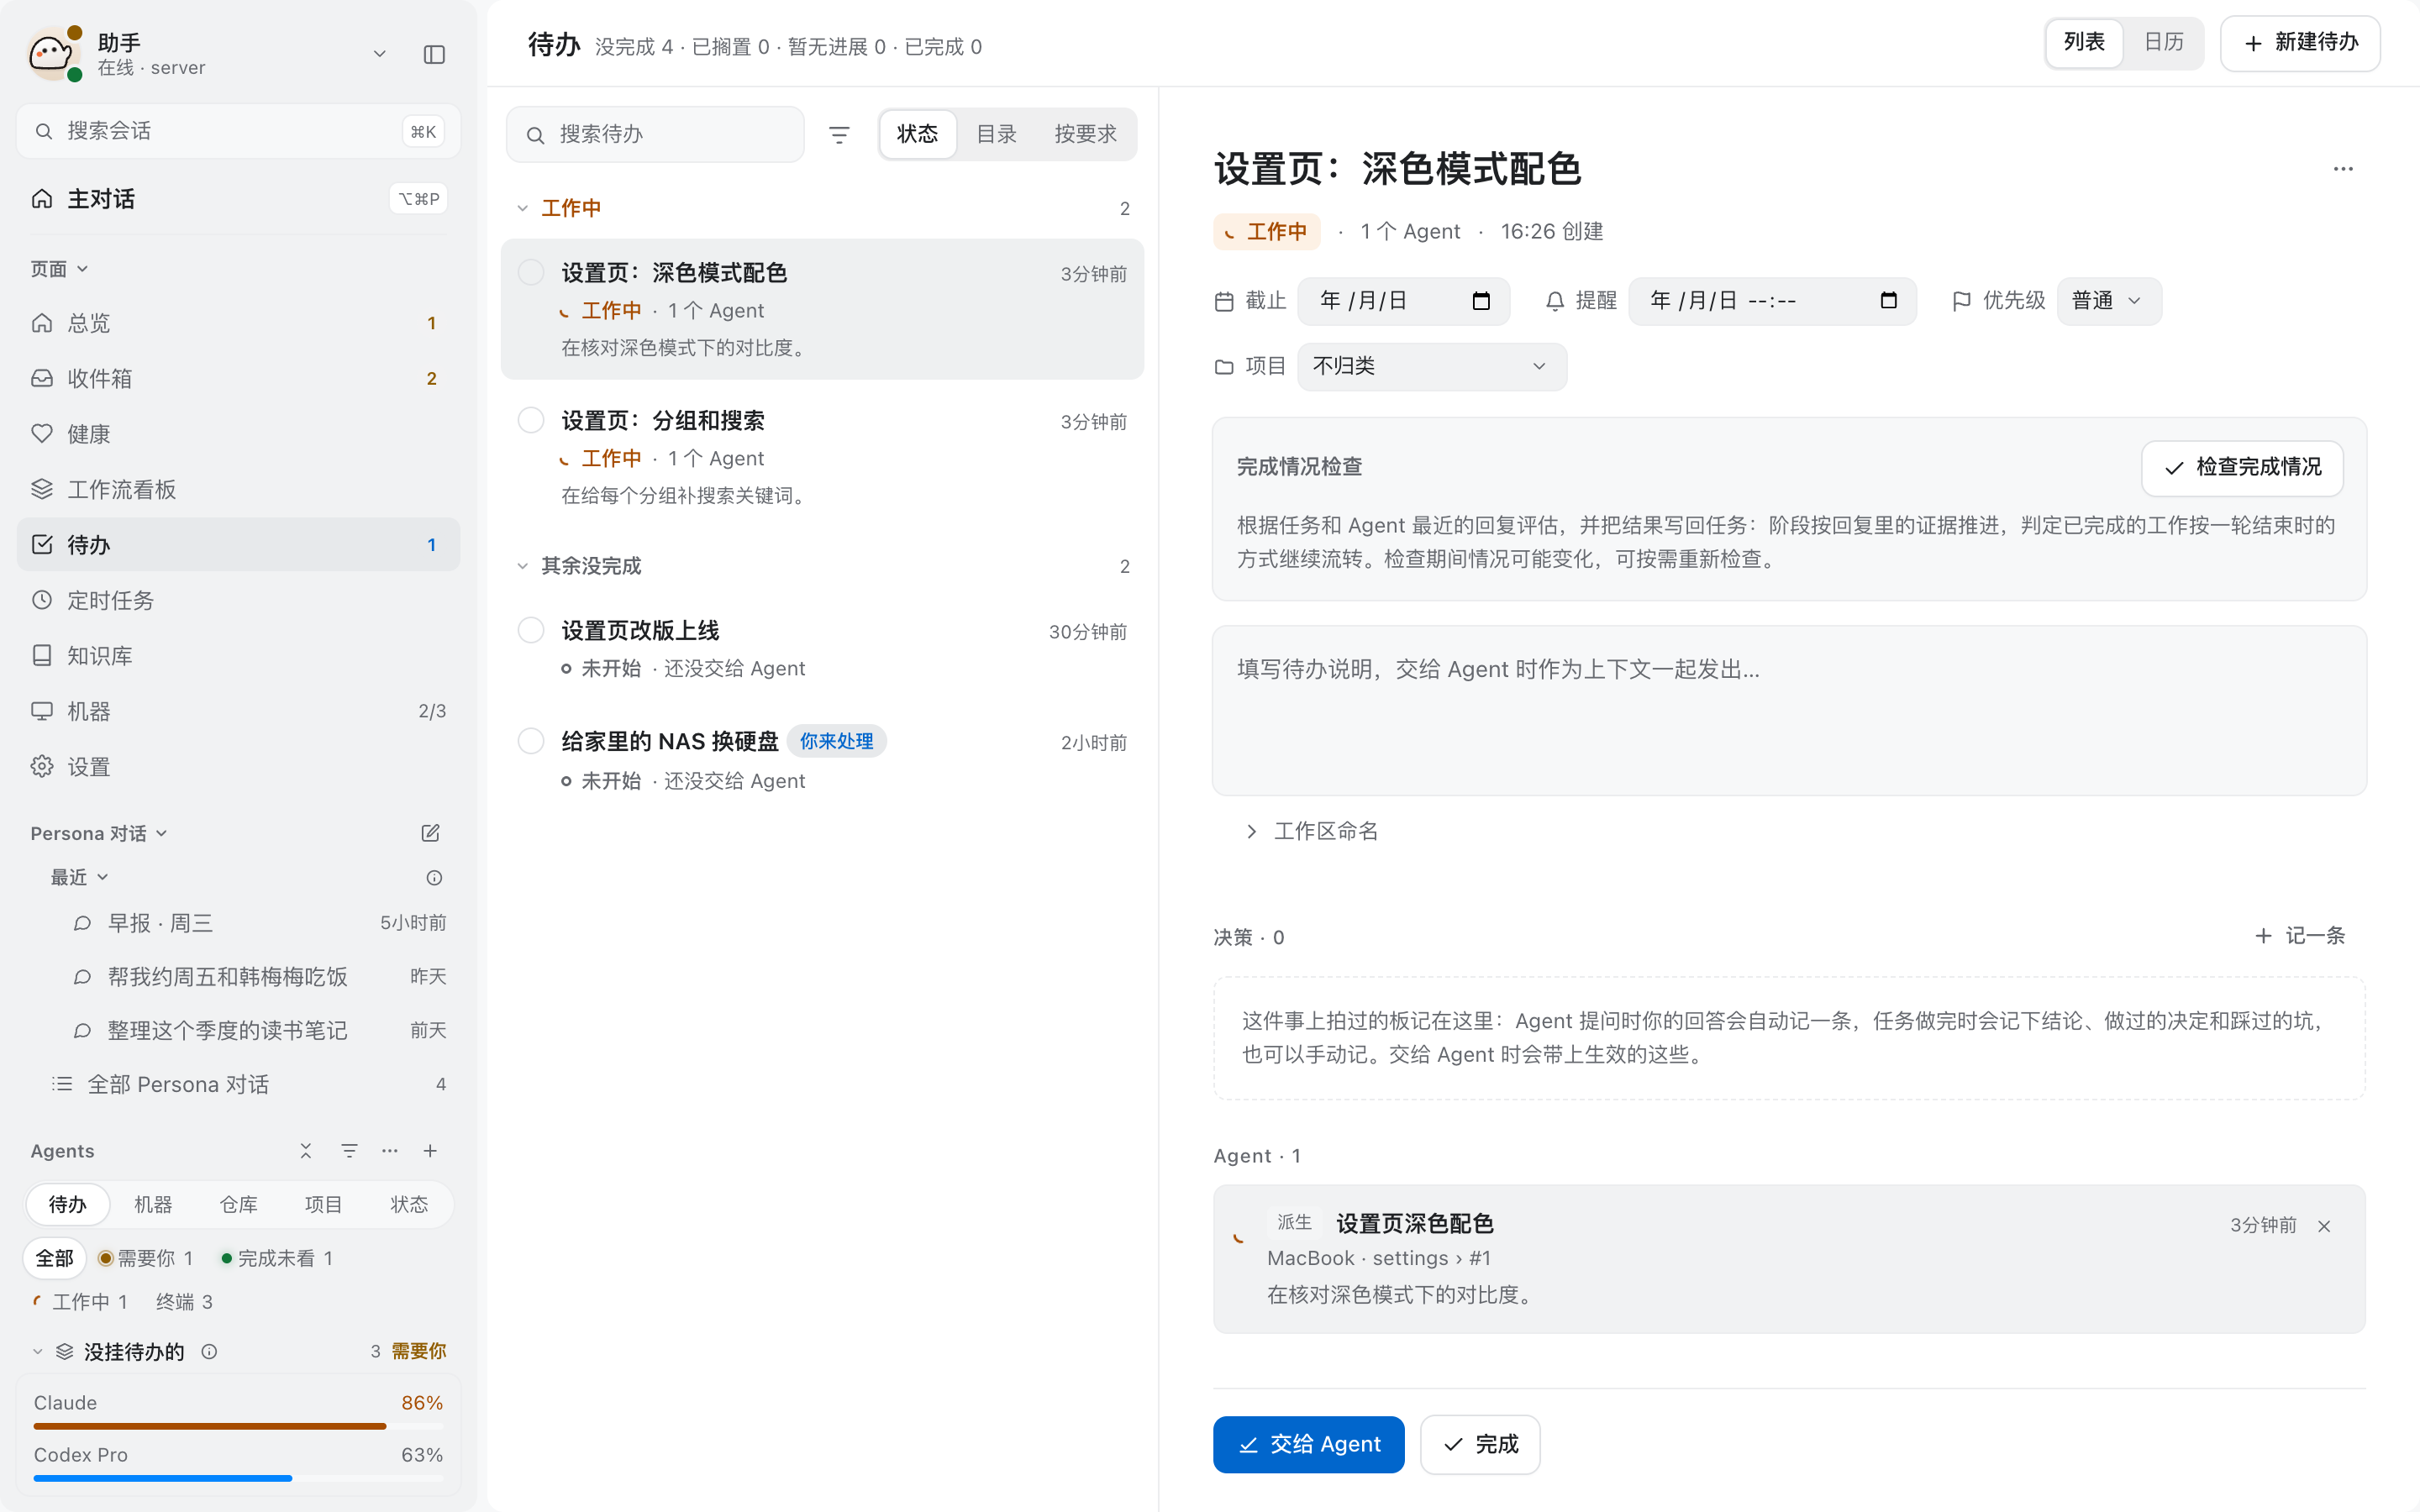 助手
在线 · server
搜索会话
⌘K
主对话
⌥⌘P
页面
总览
1
收件箱
2
健康
工作流看板
待办
1
定时任务
知识库
机器
2/3
设置
Persona 对话
最近
早报 · 周三
5小时前
帮我约周五和韩梅梅吃饭
昨天
整理这个季度的读书笔记
前天
全部 Persona 对话
4
Agents
待办
机器
仓库
项目
状态
全部
需要你 1
完成未看 1
工作中 1
终端 3
没挂待办的
3 需要你
Claude
86%
Codex Pro
63%
待办
没完成 4 · 已搁置 0 · 暂无进展 0 · 已完成 0
列表
日历
新建待办
搜索待办
状态
目录
按要求
工作中
2
设置页：深色模式配色
3分钟前
工作中 · 1 个 Agent
在核对深色模式下的对比度。
设置页：分组和搜索
3分钟前
工作中 · 1 个 Agent
在给每个分组补搜索关键词。
其余没完成
2
设置页改版上线
30分钟前
未开始 · 还没交给 Agent
给家里的 NAS 换硬盘
你来处理
2小时前
未开始 · 还没交给 Agent
设置页：深色模式配色
工作中 · 1 个 Agent · 16:26 创建
截止
年 /月/日
提醒
年 /月/日 --:--
优先级
普通
项目
不归类
完成情况检查
检查完成情况
根据任务和 Agent 最近的回复评估，并把结果写回任务：阶段按回复里的证据推进，判定已完成的工作按一轮结束时的
方式继续流转。检查期间情况可能变化，可按需重新检查。
填写待办说明，交给 Agent 时作为上下文一起发出...
工作区命名
决策 · 0
记一条
这件事上拍过的板记在这里：Agent 提问时你的回答会自动记一条，任务做完时会记下结论、做过的决定和踩过的坑，
也可以手动记。交给 Agent 时会带上生效的这些。
Agent · 1
派生
设置页深色配色
3分钟前
MacBook · settings › #1
在核对深色模式下的对比度。
交给 Agent
完成